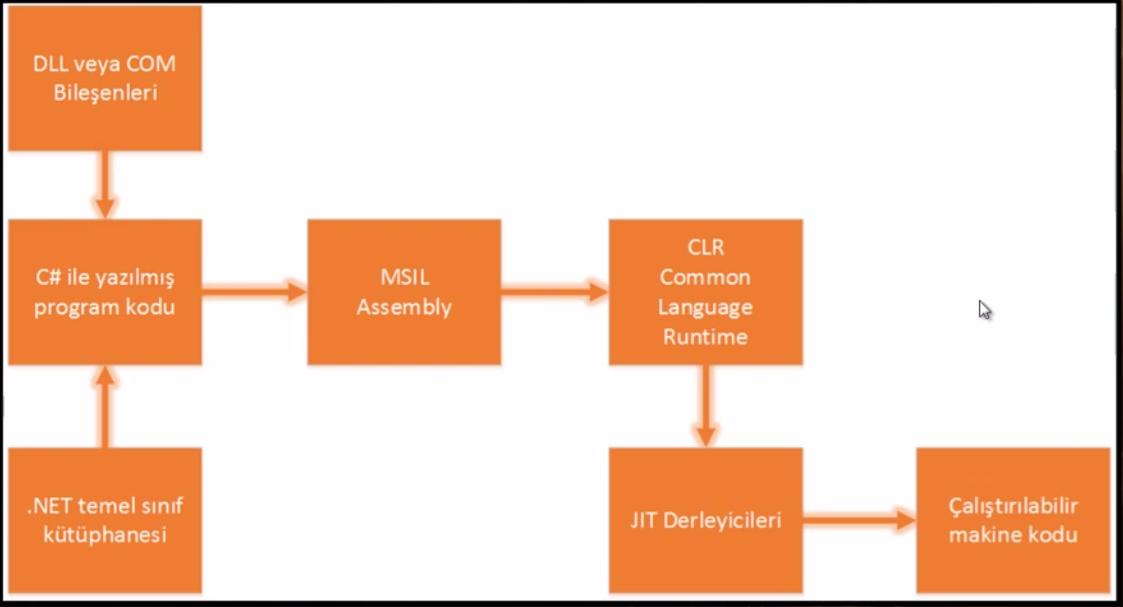 DLL veya COM
Bileşenleri
C# ile yazılmış
program kodu
MSIL
Assembly
CLR
Common
Language
Runtime
.NET temel sınıf
kütüphanesi
JIT Derleyicileri
Çalıştırılabilir
makine kodu